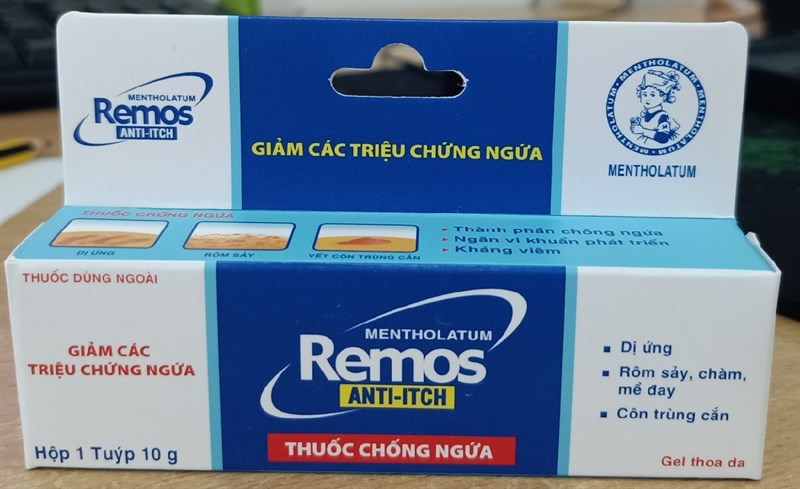 MENTHOLATUM
Remos
ANTI-ITCH
GIẢM CÁC TRIỆU CHỨNG NGỨA
MENTHOLATUM • MENTHOLATUM • MENTHOLATUM •
MENTHOLATUM
THUỐC CHỐNG NGỨA
DỊ ỨNG
RÔM SẢY
VẾT CÔN TRÙNG CẮN
Thành phần chống ngứa
Ngăn vi khuẩn phát triển
Kháng viêm
THUỐC DÙNG NGOÀI
GIẢM CÁC
TRIỆU CHỨNG NGỨA
Hộp 1 Tuýp 10 g
MENTHOLATUM
Remos
ANTI-ITCH
THUỐC CHỐNG NGỨA
Dị ứng
Rôm sảy, chàm,
mề đay
Côn trùng cắn
Gel thoa da